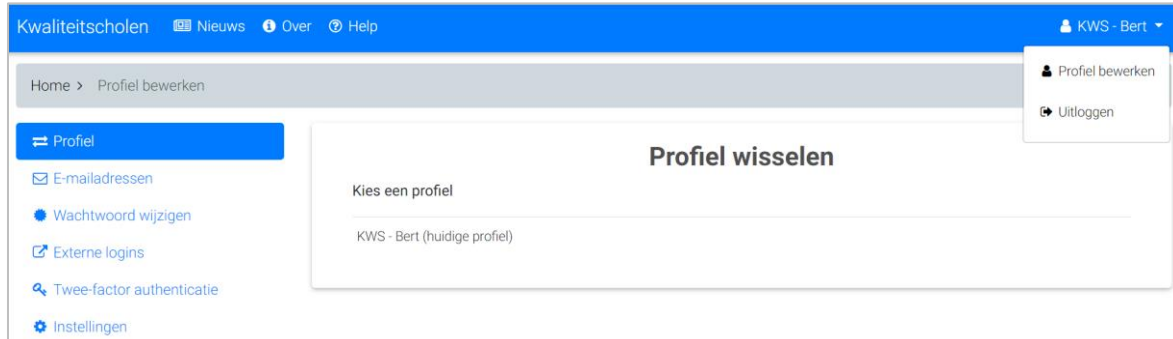 Kwaliteitscholen Nieuws Over Help KWS - Bert
Profiel bewerken
Uitloggen
Home > Profiel bewerken
Profiel
E-mailadressen
Wachtwoord wijzigen
Externe logins
Twee-factor authenticatie
Instellingen
Profiel wisselen
Kies een profiel
KWS - Bert (huidige profiel)